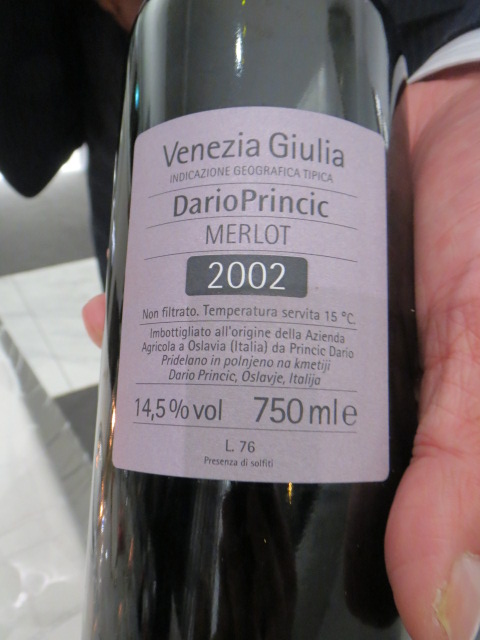 Venezia Giulia
INDICAZIONE GEOGRAFICA TIPICA
DarioPrincic
MERLOT
2002
Non filtrato. Temperatura servita 15 °C.
Imbottigliato all'origine della Azienda
Agricola a Oslavia (Italia) da Princic Dario
Pridelano in polnjeno na kmetiji
Dario Princic, Oslavje, Italija
14,5%vol 750mle
L. 76
Presenza di solfiti